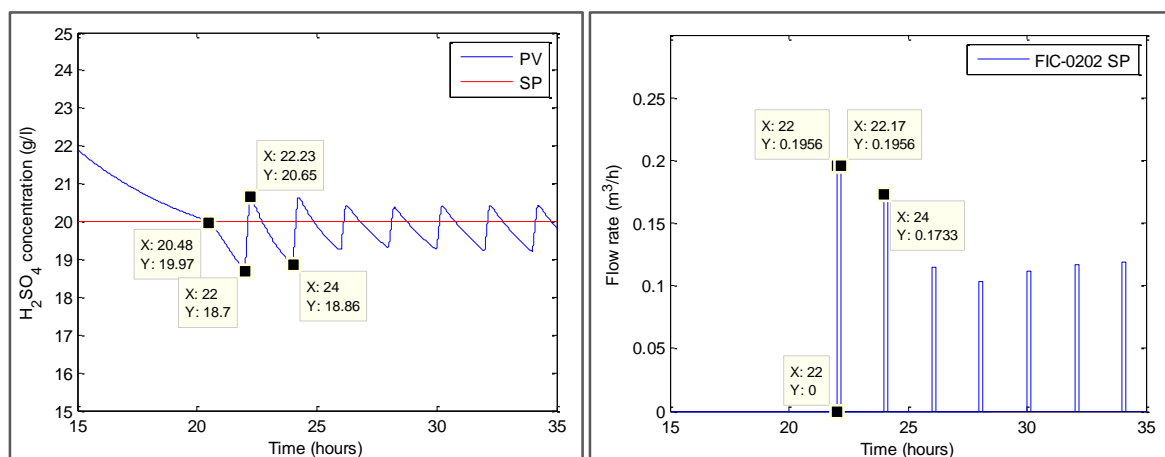 25
24
23
22
21
20
19
18
17
16
15
15
20
25
30
35
H2SO4 concentration (g/l)
Time (hours)
PV
SP
X: 22.23
Y: 20.65
X: 20.48
Y: 19.97
X: 22
Y: 18.7
X: 24
Y: 18.86
0.25
0.2
0.15
0.1
0.05
0
15
20
25
30
35
Flow rate (m3/h)
Time (hours)
FIC-0202 SP
X: 22
Y: 0.1956
X: 22.17
Y: 0.1956
X: 24
Y: 0.1733
X: 22
Y: 0